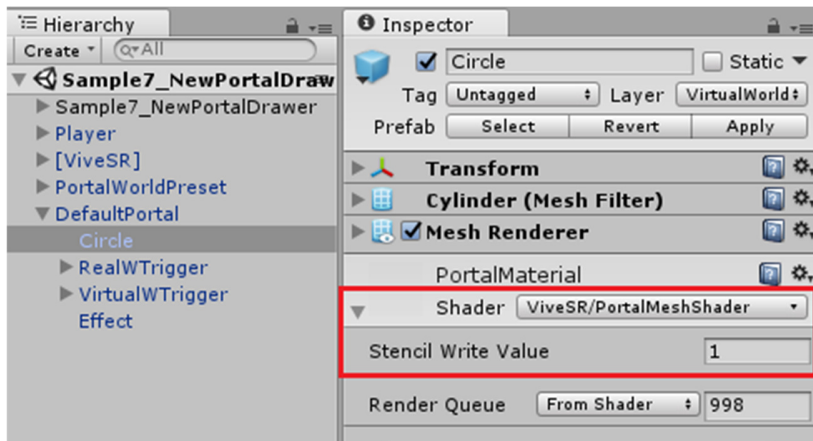 Hierarchy
Create
All
Sample7_NewPortalDraw
Sample7_NewPortalDrawer
Player
[ViveSR]
PortalWorldPreset
DefaultPortal
Circle
RealWTrigger
VirtualWTrigger
Effect
Inspector
Circle Static
Tag Untagged Layer VirtualWorld
Prefab Select Revert Apply
Transform
Cylinder (Mesh Filter)
Mesh Renderer
PortalMaterial
Shader ViveSR/PortalMeshShader
Stencil Write Value 1
Render Queue From Shader 998